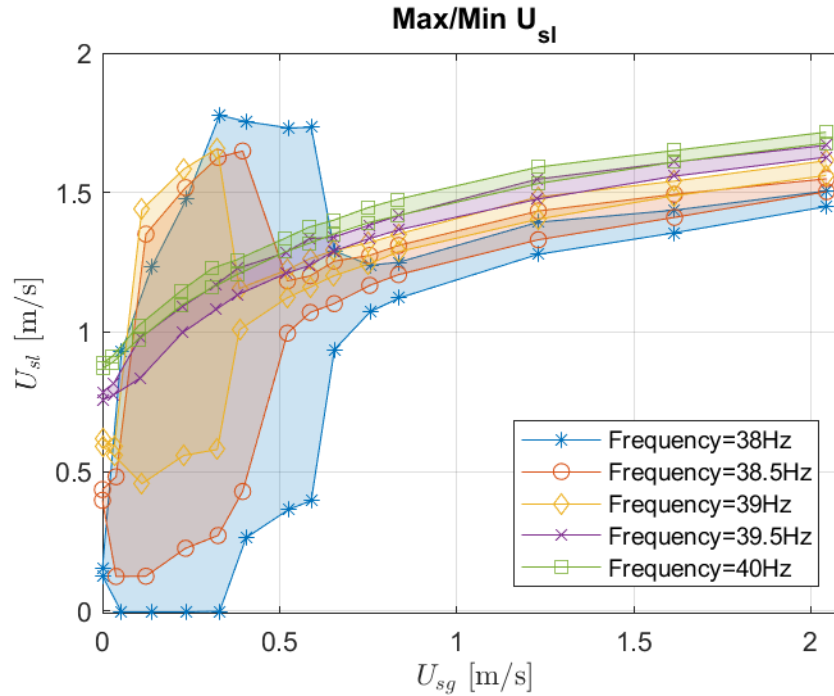 Max/Min U_sl
2
1.5
1
0.5
0
0
0.5
1
1.5
2
U_sl [m/s]
U_sg [m/s]
Frequency=38Hz
Frequency=38.5Hz
Frequency=39Hz
Frequency=39.5Hz
Frequency=40Hz